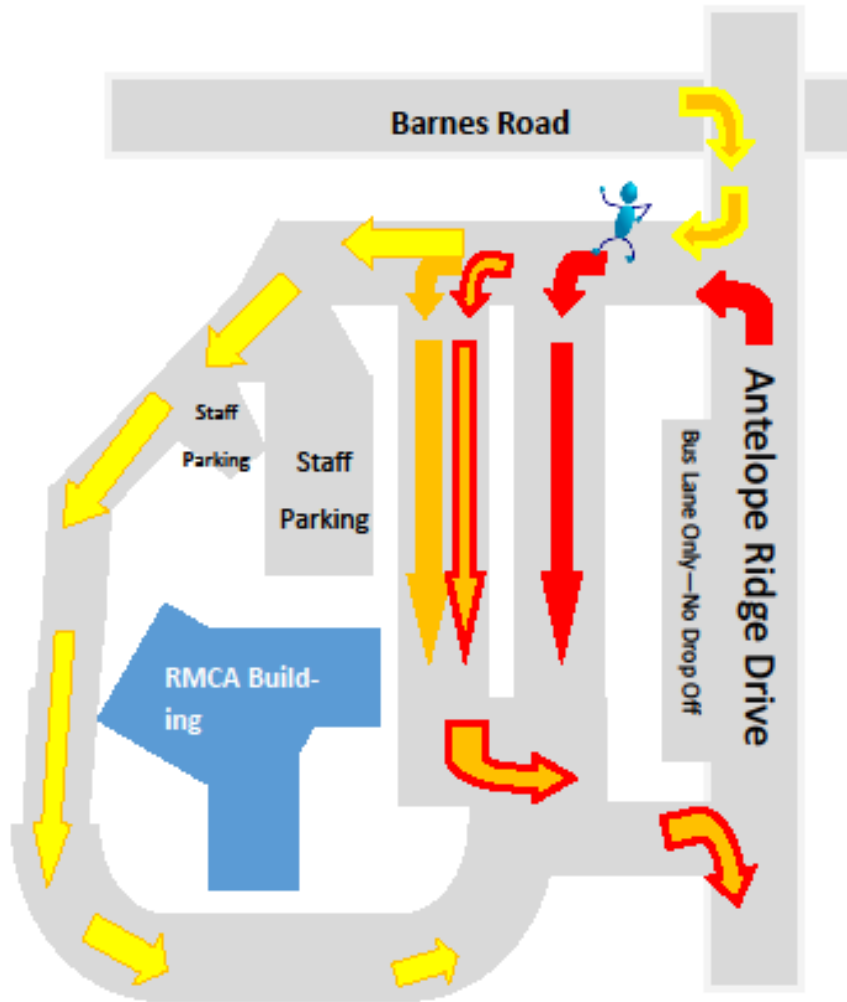 Barnes Road
Staff
Parking
Staff
Parking
Bus Lane Only—No Drop Off
Antelope Ridge Drive
RMCA Build-
ing